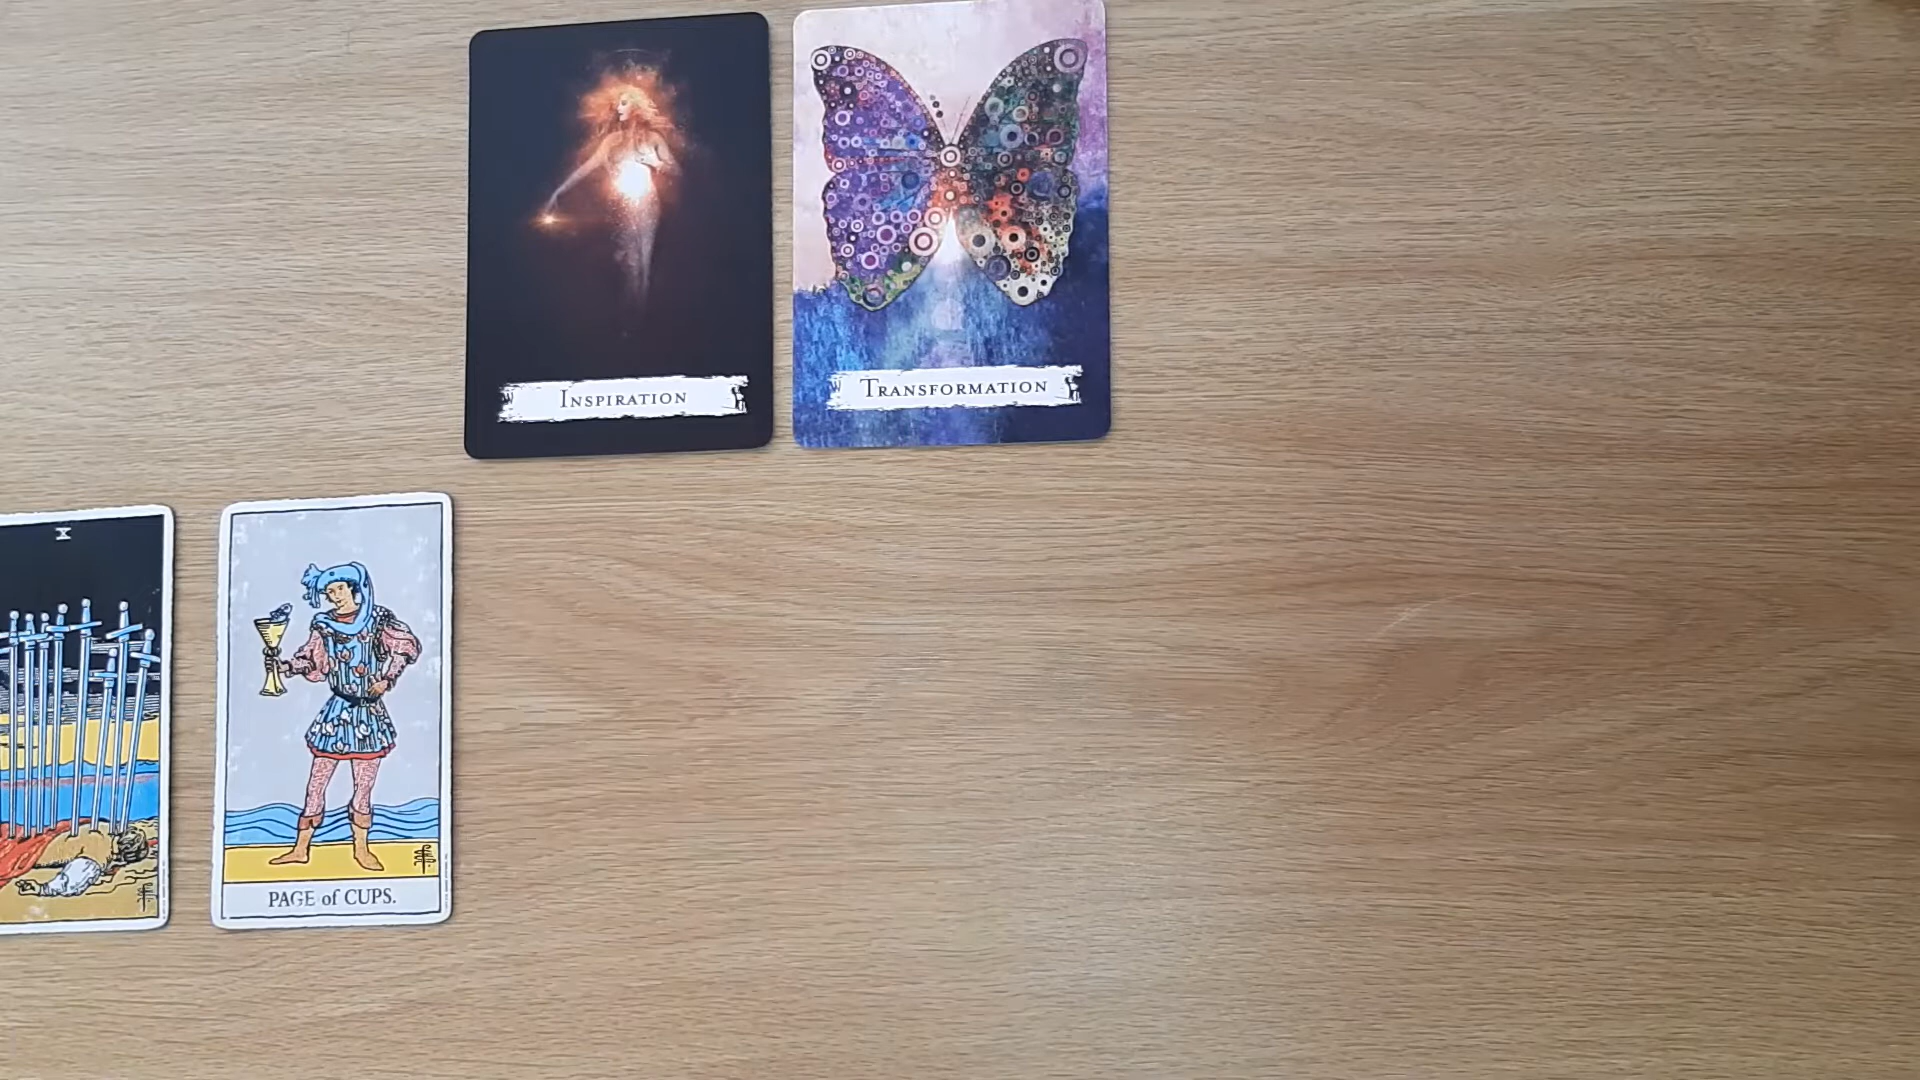 INSPIRATION
TRANSFORMATION
X
PAGE of CUPS.